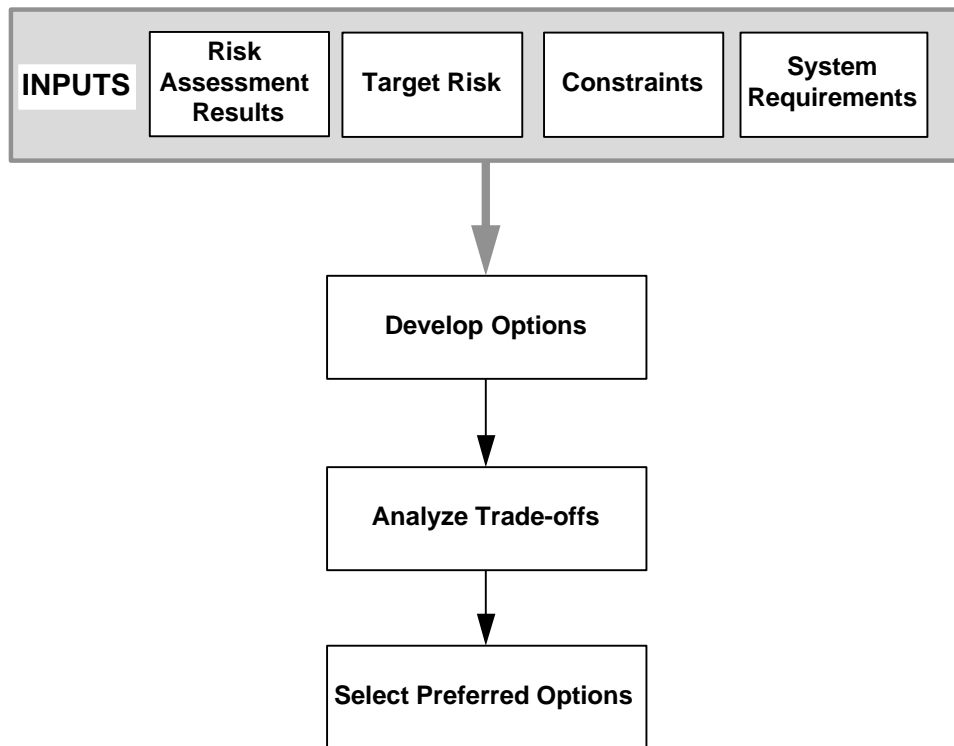 INPUTS
Risk
Assessment
Results
Target Risk
Constraints
System
Requirements
Develop Options
Analyze Trade-offs
Select Preferred Options